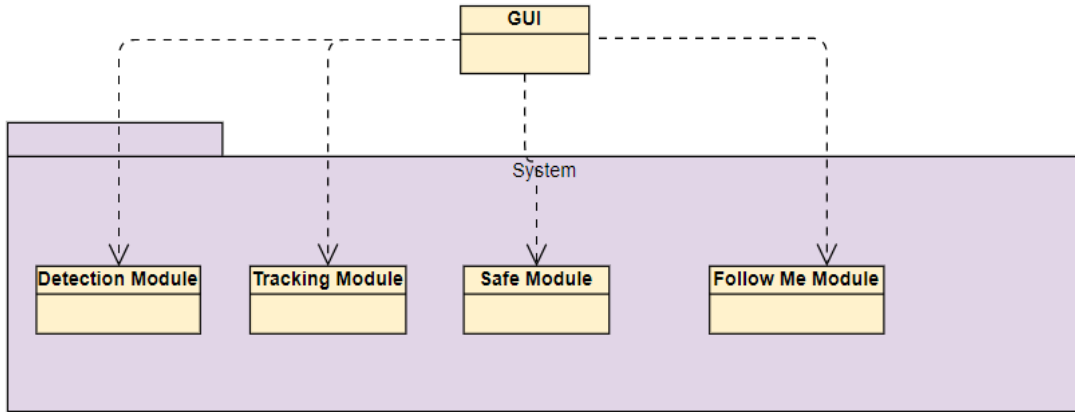 GUI
System
Detection Module
Tracking Module
Safe Module
Follow Me Module